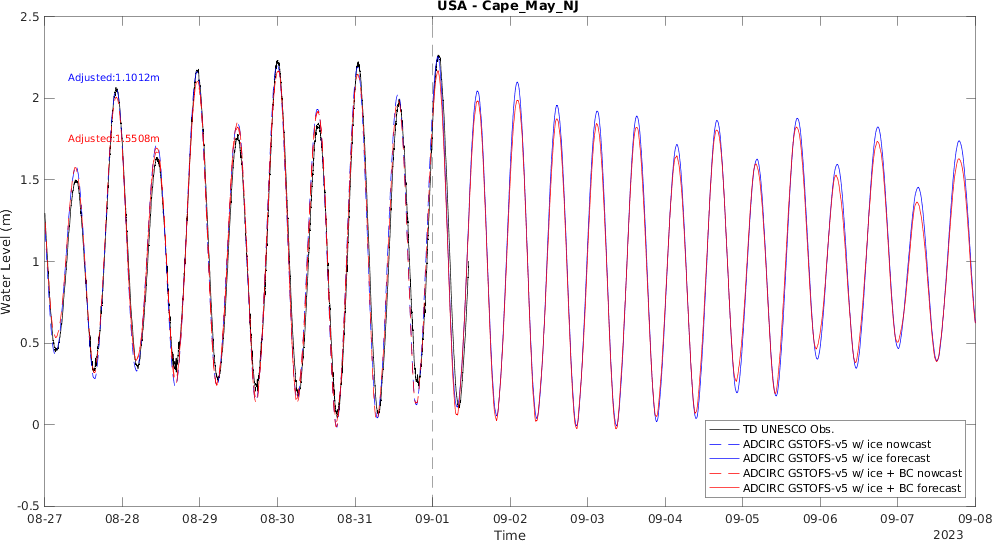 USA - Cape_May_NJ
2.5
2
1.5
1
0.5
0
-0.5
Water Level (m)
Adjusted:1.1012m
Adjusted:1.5508m
TD UNESCO Obs.
ADCIRC GSTOFS-v5 w/ ice nowcast
ADCIRC GSTOFS-v5 w/ ice forecast
ADCIRC GSTOFS-v5 w/ ice + BC nowcast
ADCIRC GSTOFS-v5 w/ ice + BC forecast
08-27 08-28 08-29 08-30 08-31 09-01 09-02 09-03 09-04 09-05 09-06 09-07 09-08
Time
2023